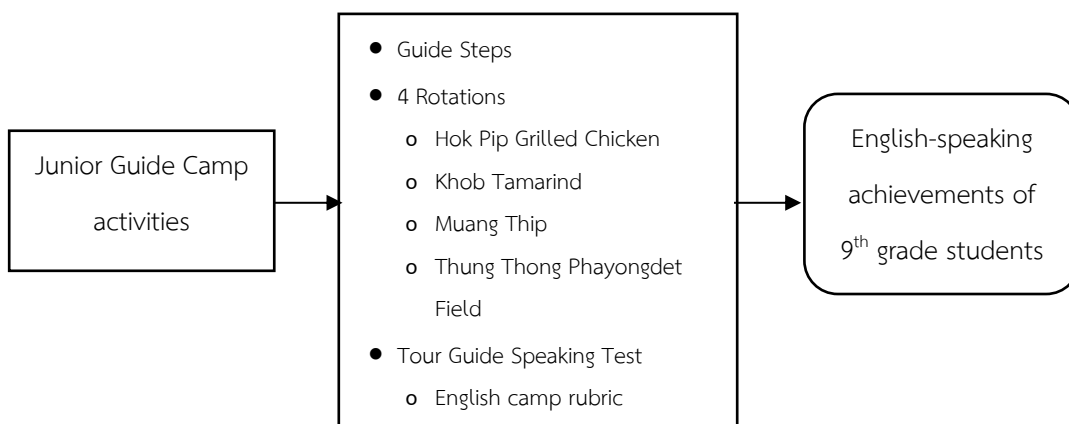 Junior Guide Camp
activities
● Guide Steps
● 4 Rotations
o Hok Pip Grilled Chicken
o Khob Tamarind
o Muang Thip
o Thung Thong Phayongdet
Field
● Tour Guide Speaking Test
o English camp rubric
English-speaking
achievements of
9th grade students